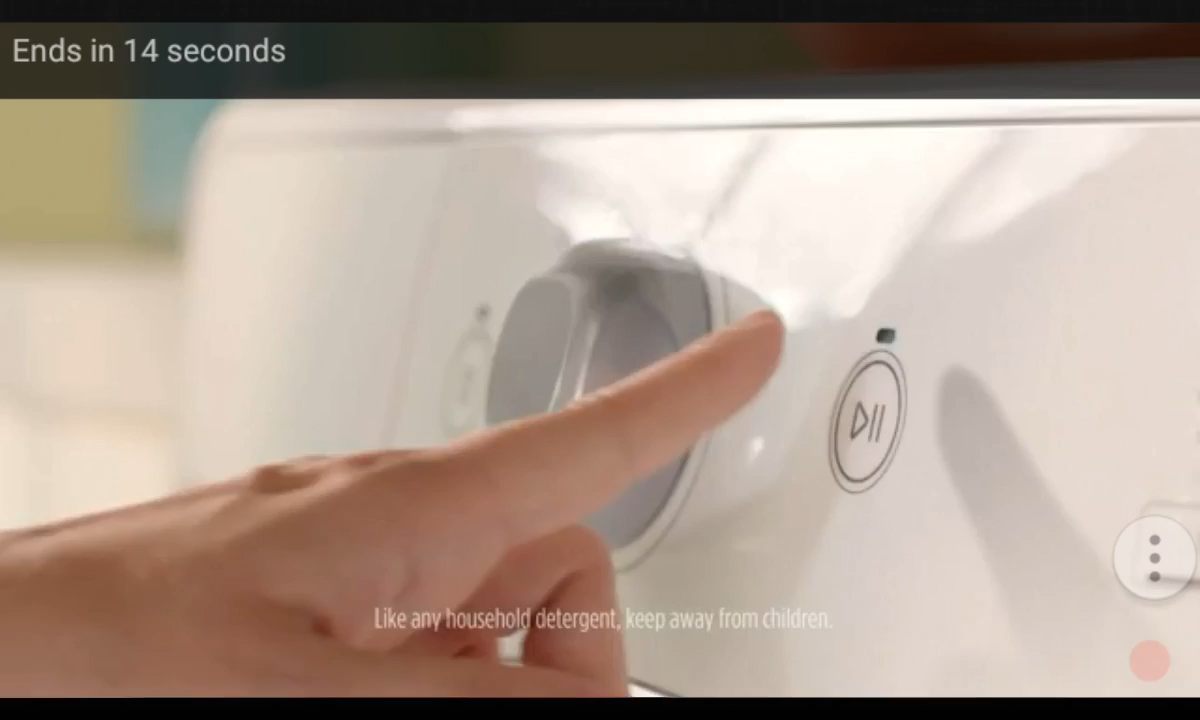 Ends in 14 seconds
Like any household detergent, keep away from children.